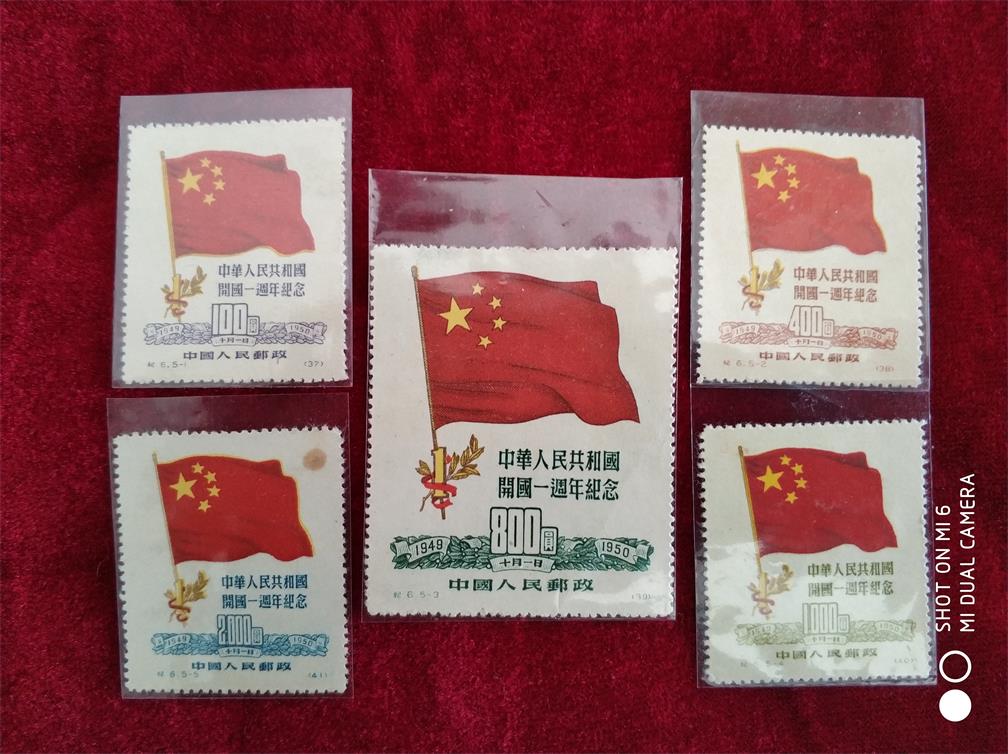 中華人民共和國
開國一週年紀念
1949 100圓 1950
十月一日
中國人民郵政
紀 6.5-1 (37)
中華人民共和國
開國一週年紀念
1949 400圓 1950
十月一日
中國人民郵政
紀 6.5-2 (38)
中華人民共和國
開國一週年紀念
1949 800圓 1950
十月一日
中國人民郵政
紀 6.5-3 (39)
中華人民共和國
開國一週年紀念
1949 2,000圓 1950
十月一日
中國人民郵政
紀 6.5-5 (41)
中華人民共和國
開國一週年紀念
1949 1000圓 1950
十月一日
中國人民郵政
(40)
SHOT ON MI 6
MI DUAL CAMERA